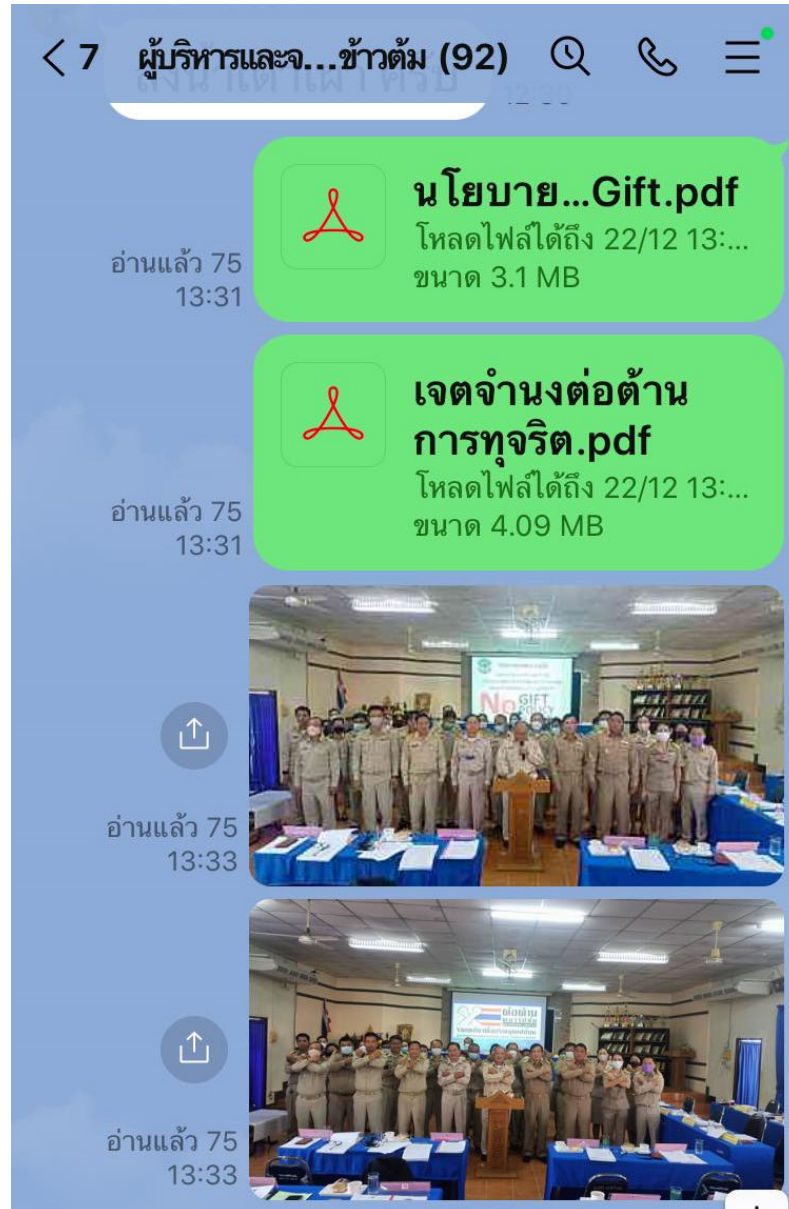 7 ผู้บริหารและจ...ข้าวต้ม (92)
นโยบาย...Gift.pdf
โหลดไฟล์ได้ถึง 22/12 13:...
ขนาด 3.1 MB
อ่านแล้ว 75
13:31
เจตจำนงต่อต้าน
การทุจริต.pdf
โหลดไฟล์ได้ถึง 22/12 13:...
ขนาด 4.09 MB
อ่านแล้ว 75
13:31
No GIFT
POLICY
อ่านแล้ว 75
13:33
ต่อต้าน
อ่านแล้ว 75
13:33